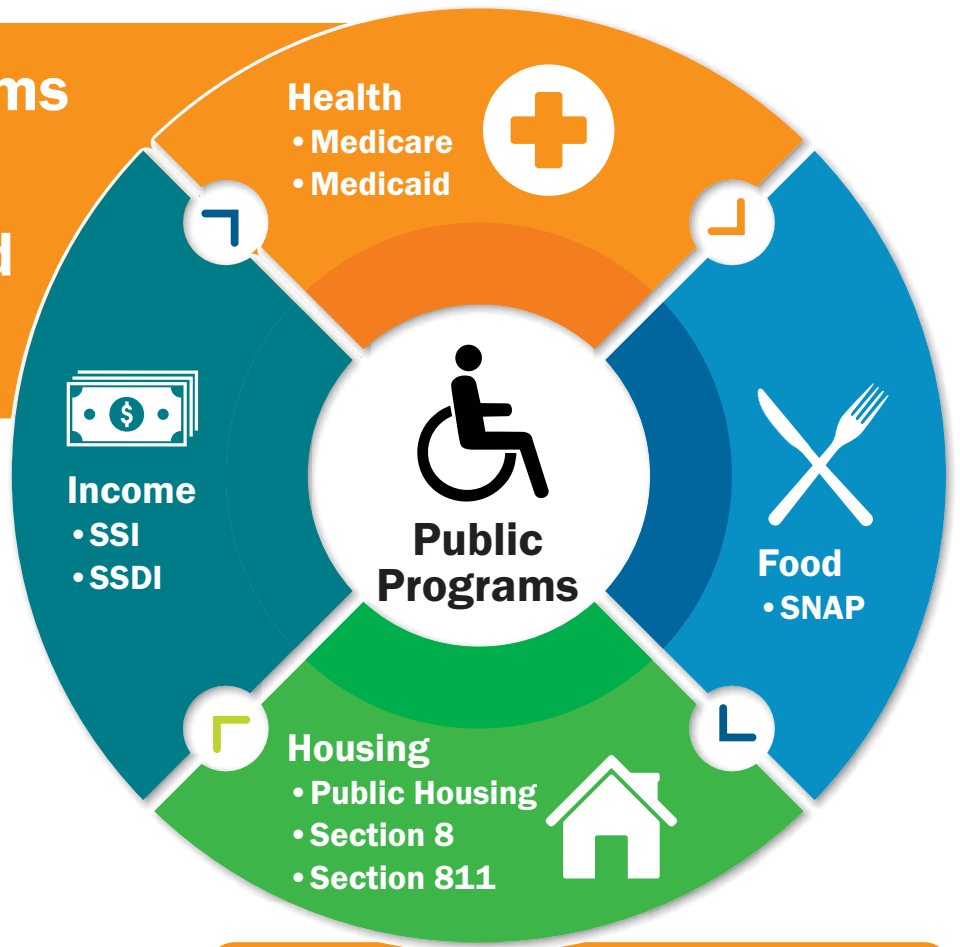 Health
• Medicare
• Medicaid
Income
• SSI
• SSDI
Public
Programs
Food
• SNAP
Housing
• Public Housing
• Section 8
• Section 811